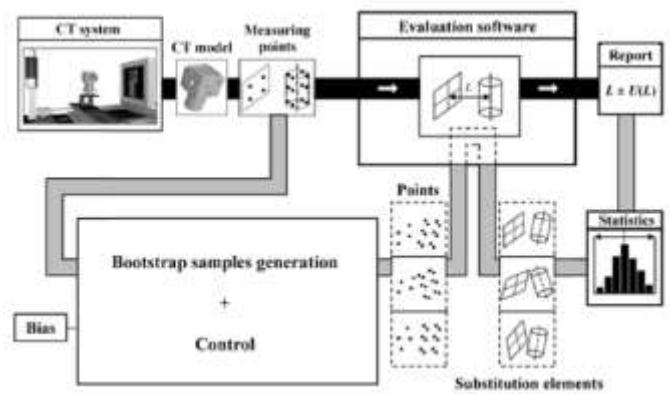 CT system
CT model
Measuring
points
Evaluation software
L
Report
L ± U(L)
Points
Statistics
Bootstrap samples generation
+
Control
Bias
Substitution elements